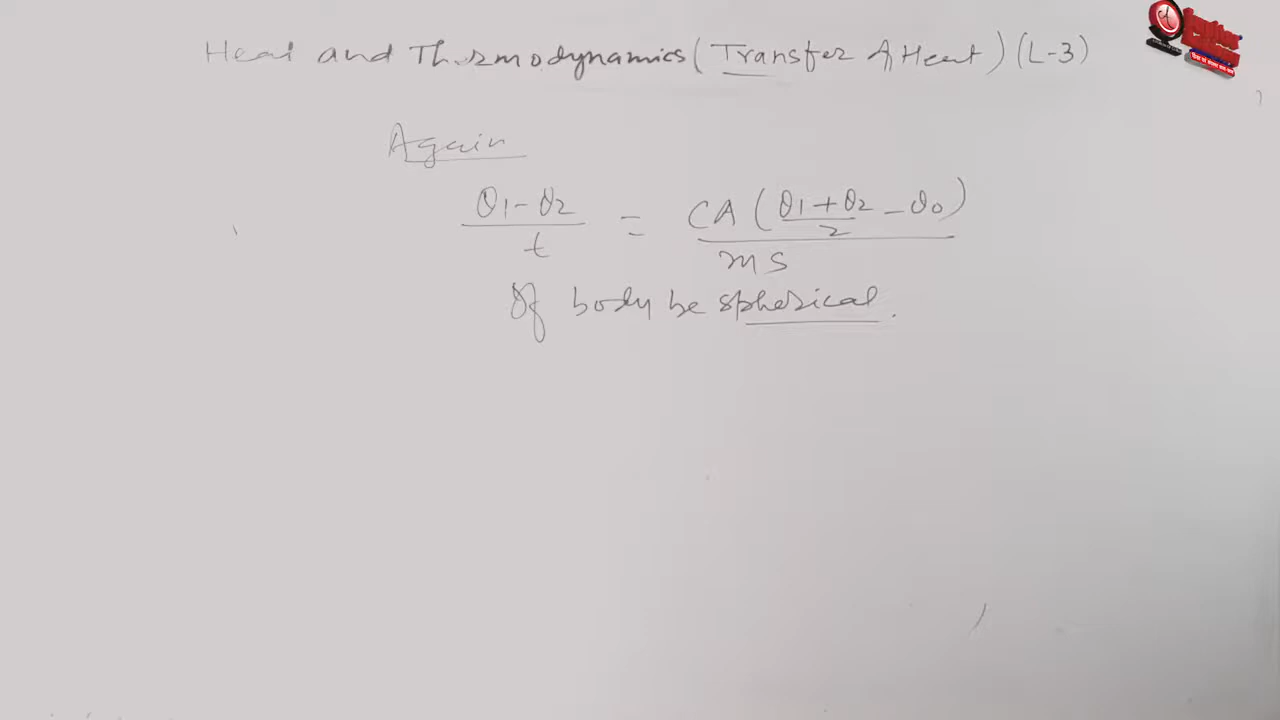 Heat and Thermodynamics (Transfer of Heat) (L-3)
Again
θ1 - θ2 / t = CA (θ1 + θ2 / 2 - θ0) / ms
If body be spherical.